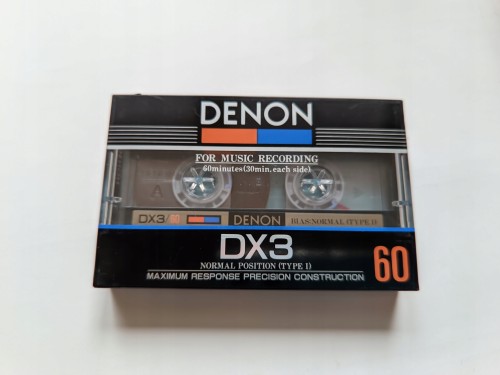 DENON
FOR MUSIC RECORDING
60minutes(30min.each side)
A
DX3/60 DENON BIAS:NORMAL (TYPE I)
DX3
NORMAL POSITION (TYPE I)
60
MAXIMUM RESPONSE PRECISION CONSTRUCTION